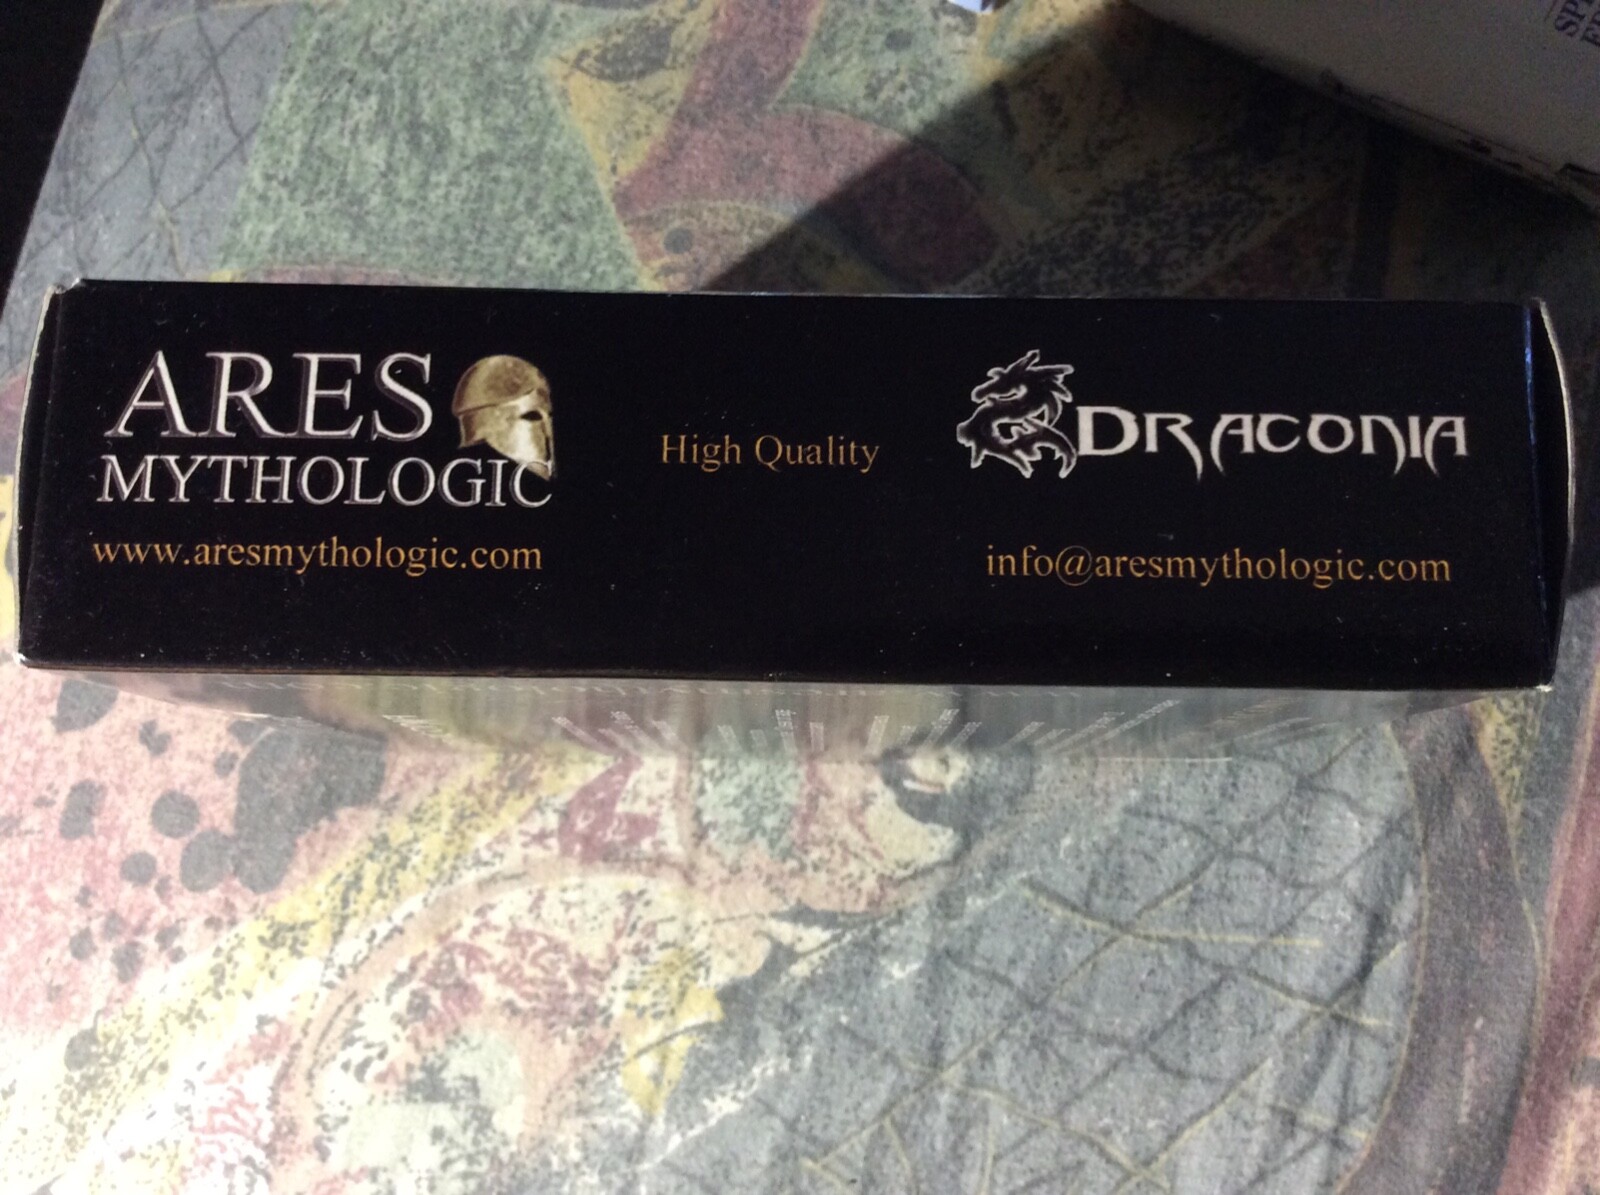 ARES
MYTHOLOGIC
www.aresmythologic.com
High Quality
DRACONIA
info@aresmythologic.com